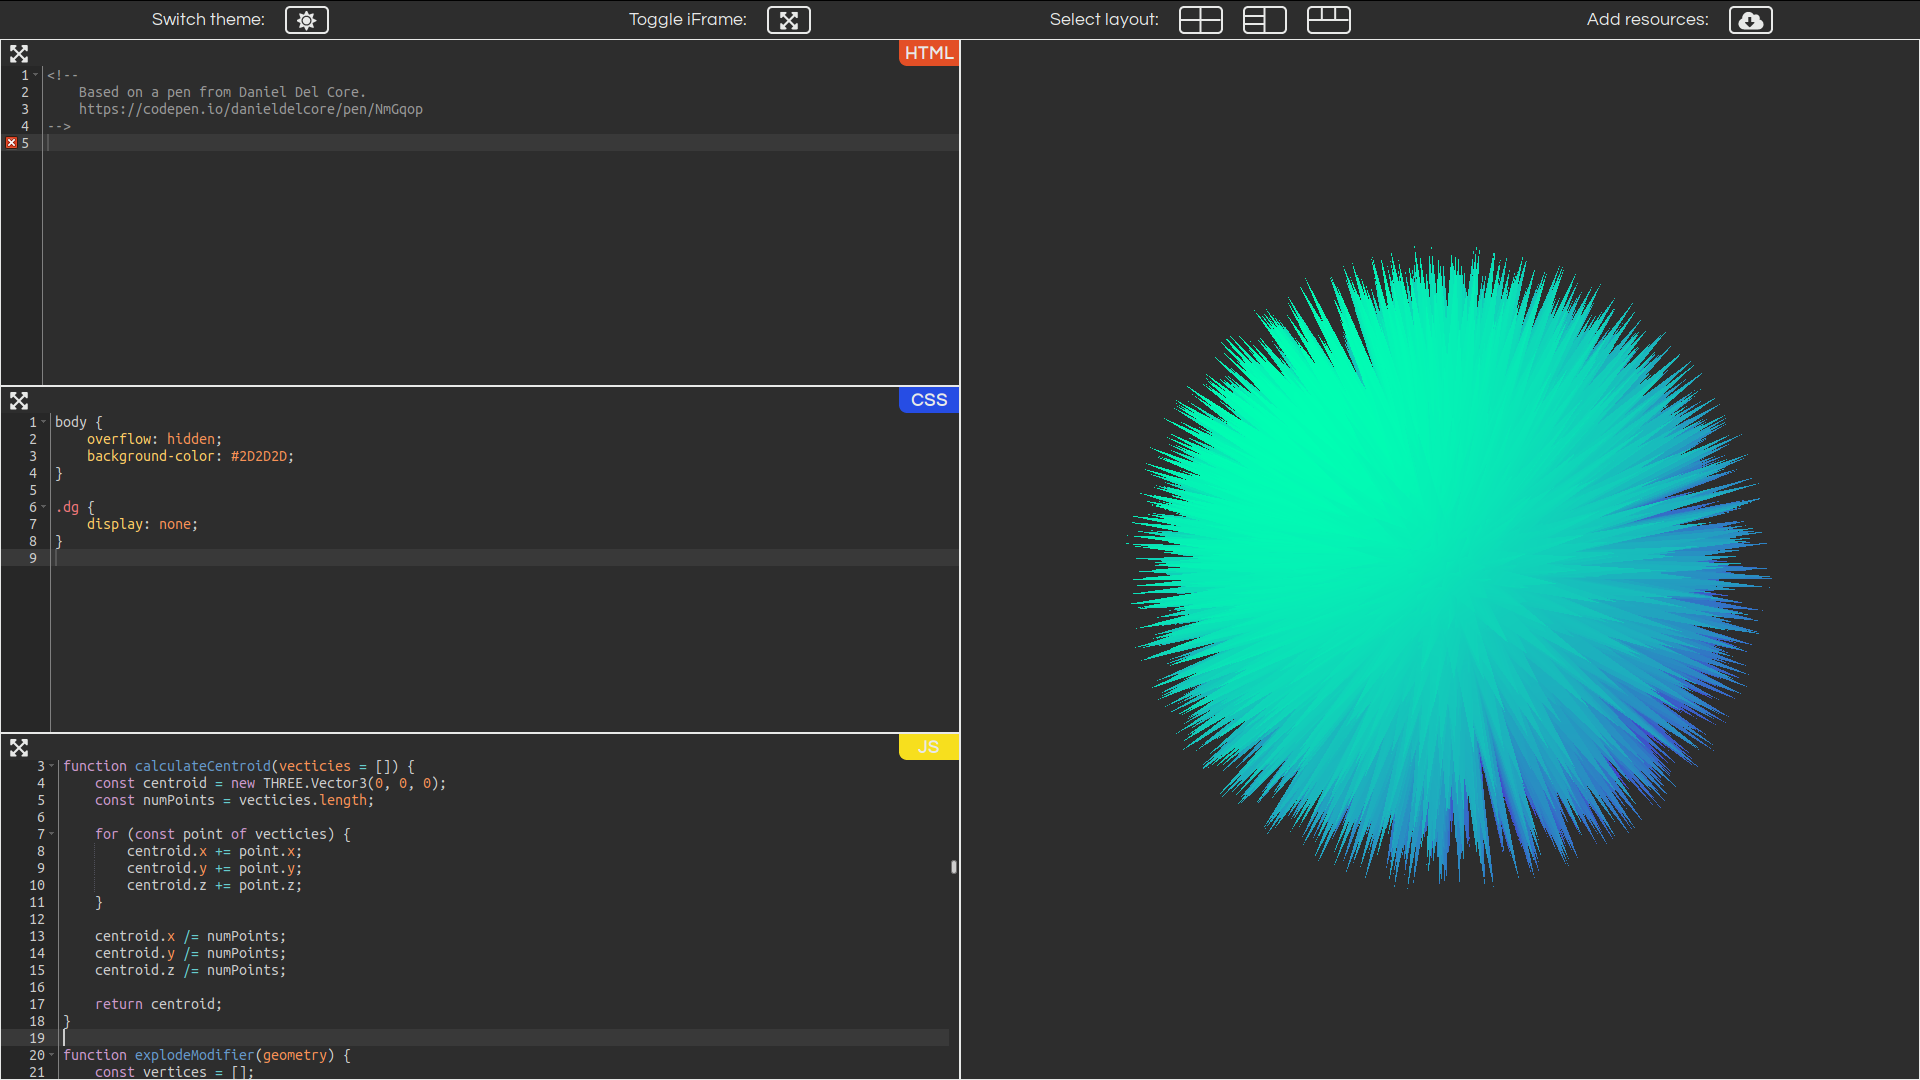 Switch theme: Toggle iFrame: Select layout: Add resources:
HTML
1 <!--
2     Based on a pen from Daniel Del Core.
3     https://codepen.io/danieldelcore/pen/NmGqop
4 -->
5
CSS
1 body {
2     overflow: hidden;
3     background-color: #2D2D2D;
4 }
5
6 .dg {
7     display: none;
8 }
9
JS
3 function calculateCentroid(vecticies = []) {
4     const centroid = new THREE.Vector3(0, 0, 0);
5     const numPoints = vecticies.length;
6
7     for (const point of vecticies) {
8         centroid.x += point.x;
9         centroid.y += point.y;
10         centroid.z += point.z;
11     }
12
13     centroid.x /= numPoints;
14     centroid.y /= numPoints;
15     centroid.z /= numPoints;
16
17     return centroid;
18 }
19
20 function explodeModifier(geometry) {
21     const vertices = [];